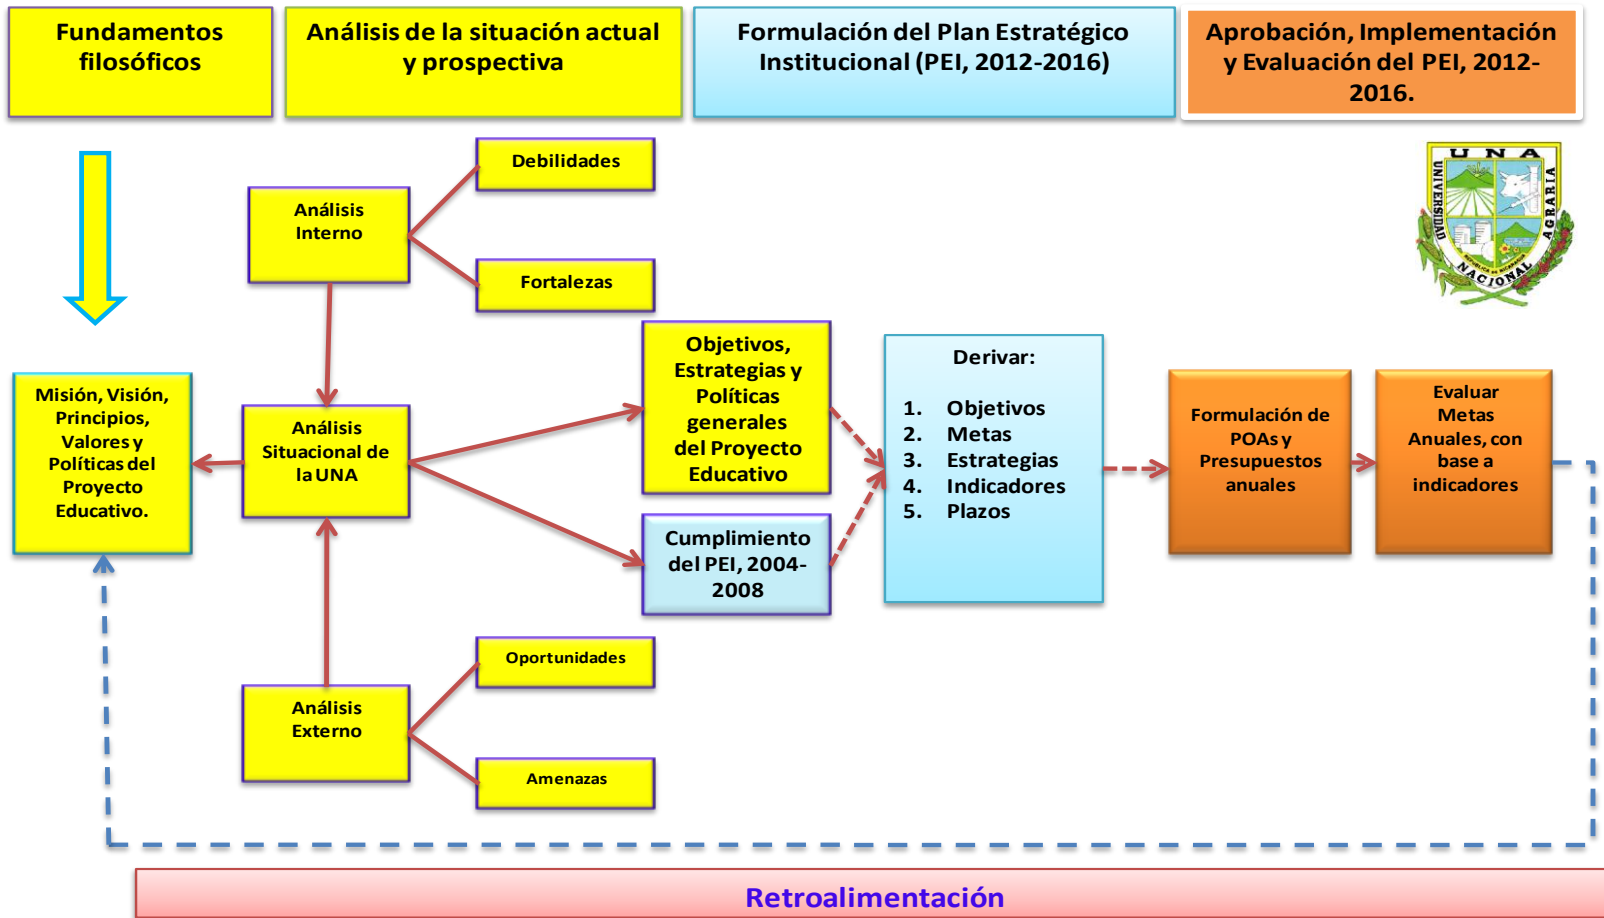 Fundamentos
filosóficos
Análisis de la situación actual
y prospectiva
Formulación del Plan Estratégico
Institucional (PEI, 2012-2016)
Aprobación, Implementación
y Evaluación del PEI, 2012-
2016.
Debilidades
Análisis
Interno
Fortalezas
UNA
UNIVERSIDAD
AGRARIA
REPUBLICA DE NICARAGUA
NACIONAL
Misión, Visión,
Principios,
Valores y
Políticas del
Proyecto
Educativo.
Análisis
Situacional de
la UNA
Objetivos,
Estrategias y
Políticas
generales
del Proyecto
Educativo
Cumplimiento
del PEI, 2004-
2008
Derivar:
1. Objetivos
2. Metas
3. Estrategias
4. Indicadores
5. Plazos
Formulación de
POAs y
Presupuestos
anuales
Evaluar
Metas
Anuales, con
base a
indicadores
Oportunidades
Análisis
Externo
Amenazas
Retroalimentación